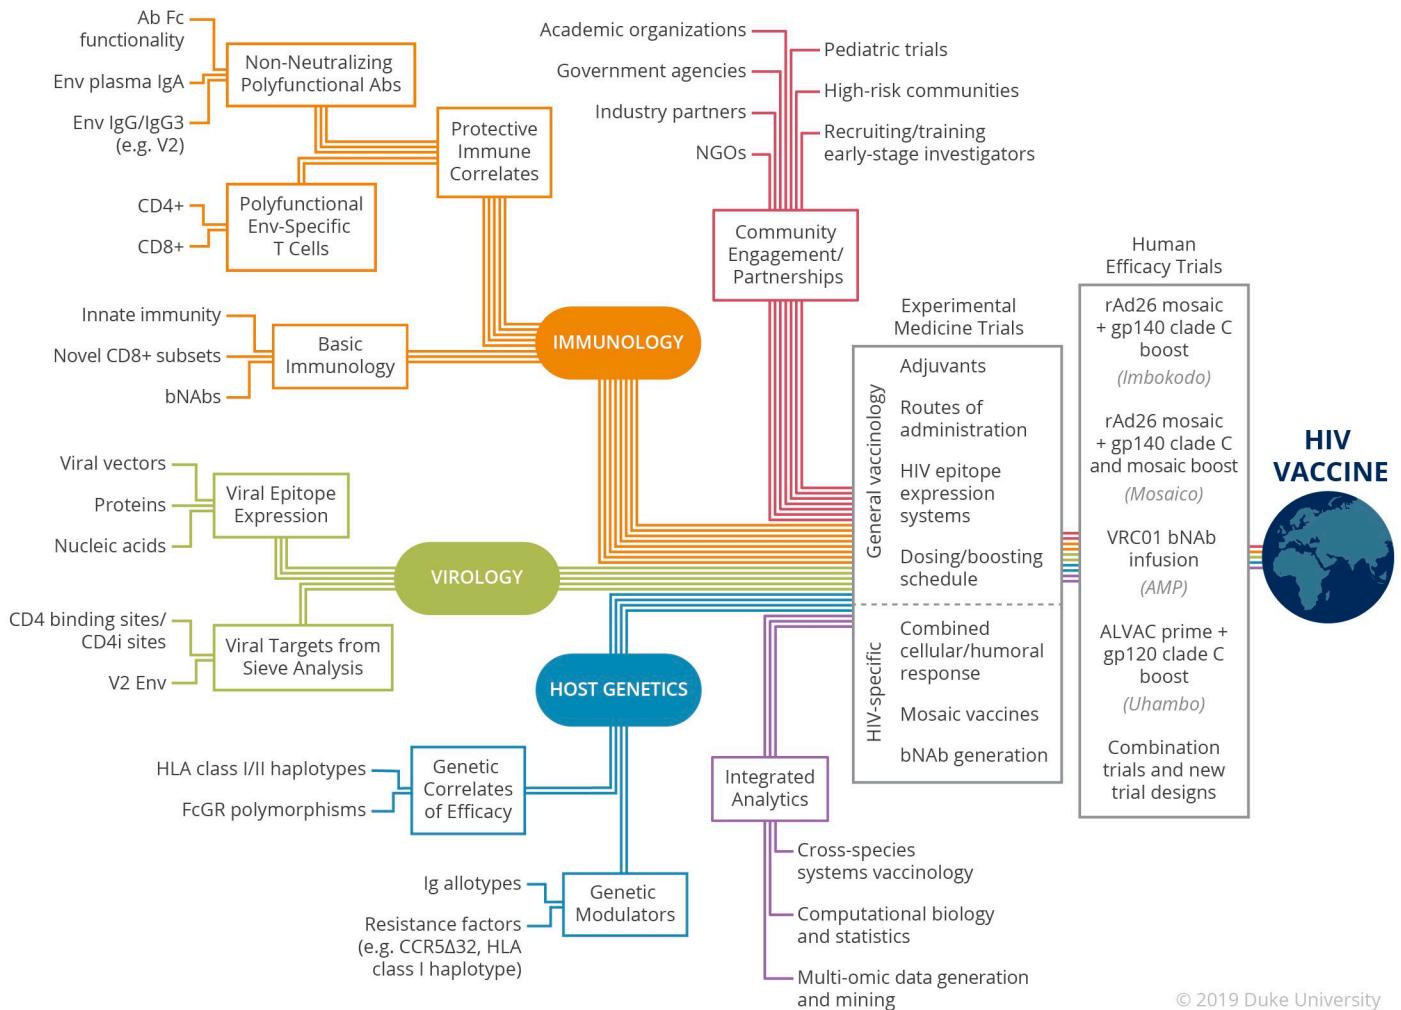 Ab Fc
functionality
Env plasma IgA
Env IgG/IgG3
(e.g. V2)
Non-Neutralizing
Polyfunctional Abs
CD4+
CD8+
Polyfunctional
Env-Specific
T Cells
Protective
Immune
Correlates
Innate immunity
Novel CD8+ subsets
bNAbs
Basic
Immunology
IMMUNOLOGY
Viral vectors
Proteins
Nucleic acids
Viral Epitope
Expression
CD4 binding sites/
CD4i sites
V2 Env
Viral Targets from
Sieve Analysis
VIROLOGY
HOST GENETICS
HLA class I/II haplotypes
FcGR polymorphisms
Genetic
Correlates
of Efficacy
Ig allotypes
Resistance factors
(e.g. CCR5Δ32, HLA
class I haplotype)
Genetic
Modulators
Academic organizations
Government agencies
Industry partners
NGOs
Pediatric trials
High-risk communities
Recruiting/training
early-stage investigators
Community
Engagement/
Partnerships
Integrated
Analytics
Cross-species
systems vaccinology
Computational biology
and statistics
Multi-omic data generation
and mining
Experimental
Medicine Trials
General vaccinology
Adjuvants
Routes of
administration
HIV epitope
expression
systems
Dosing/boosting
schedule
HIV-specific
Combined
cellular/humoral
response
Mosaic vaccines
bNAb generation
Human
Efficacy Trials
rAd26 mosaic
+ gp140 clade C
boost
(Imbokodo)
rAd26 mosaic
+ gp140 clade C
and mosaic boost
(Mosaico)
VRC01 bNAb
infusion
(AMP)
ALVAC prime +
gp120 clade C
boost
(Uhambo)
Combination
trials and new
trial designs
HIV
VACCINE
© 2019 Duke University